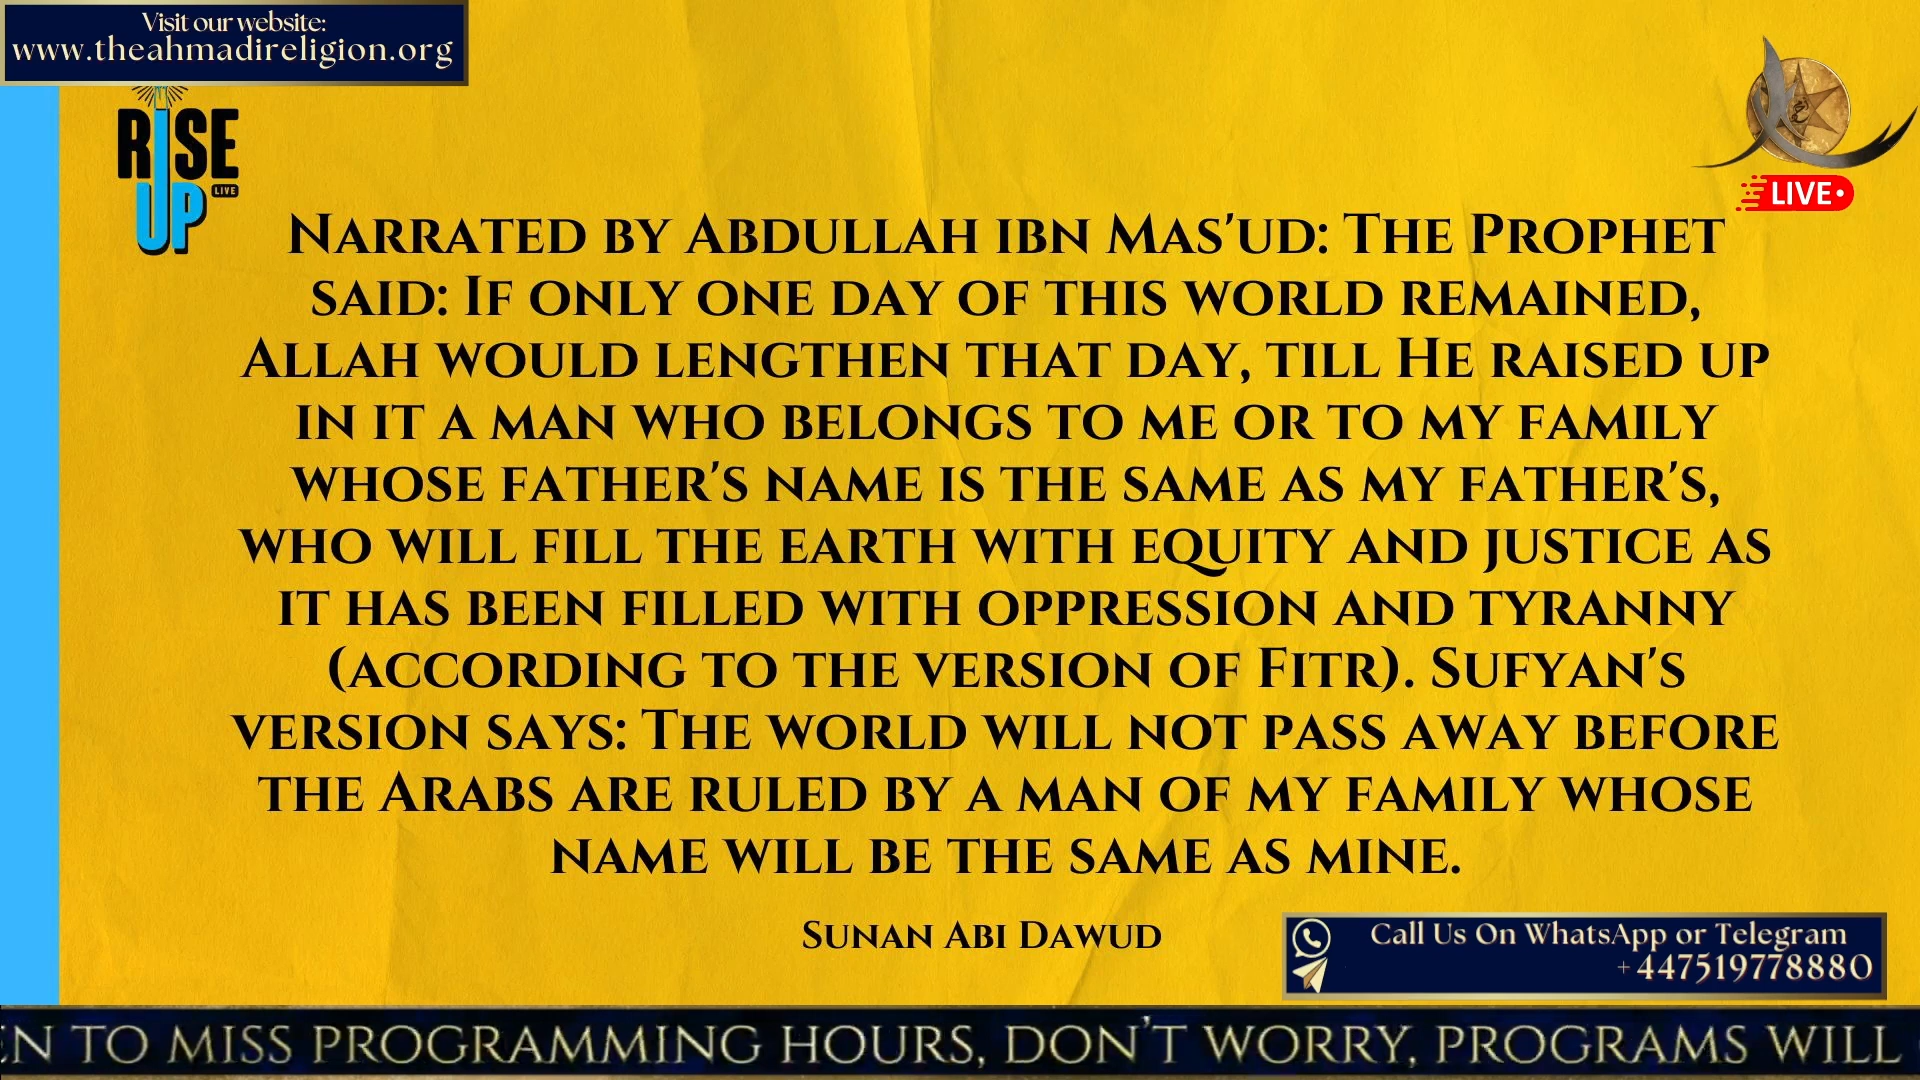 Visit our website:
www.theahmadireligion.org
RISE
UP LIVE
LIVE
Narrated by Abdullah ibn Mas'ud: The Prophet
said: If only one day of this world remained,
Allah would lengthen that day, till He raised up
in it a man who belongs to me or to my family
whose father's name is the same as my father's,
who will fill the earth with equity and justice as
it has been filled with oppression and tyranny
(according to the version of Fitr). Sufyan's
version says: The world will not pass away before
the Arabs are ruled by a man of my family whose
name will be the same as mine.
Sunan Abi Dawud
Call Us On WhatsApp or Telegram
+447519778880
N TO MISS PROGRAMMING HOURS, DON'T WORRY, PROGRAMS WILL